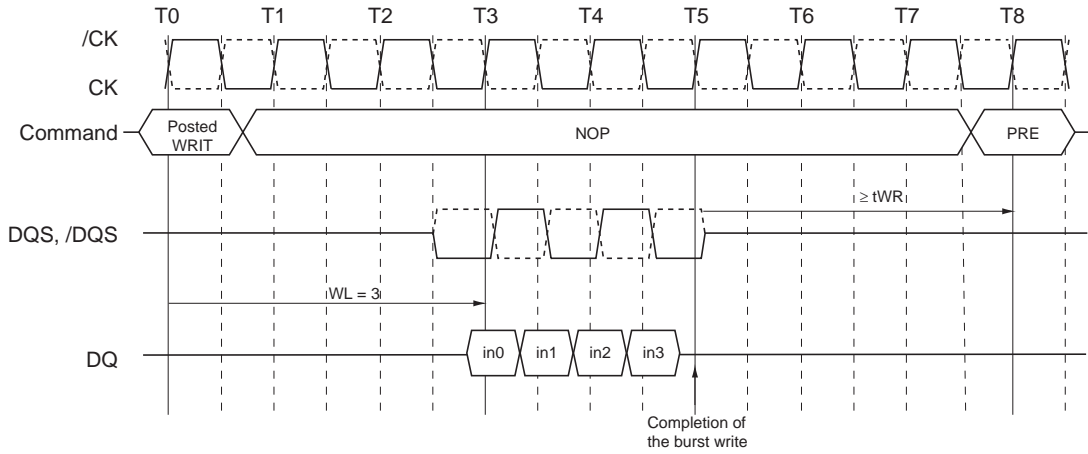 T0 T1 T2 T3 T4 T5 T6 T7 T8
/CK
CK
Command
Posted
WRIT
NOP
PRE
≥ tWR
DQS, /DQS
WL = 3
DQ
in0 in1 in2 in3
Completion of
the burst write